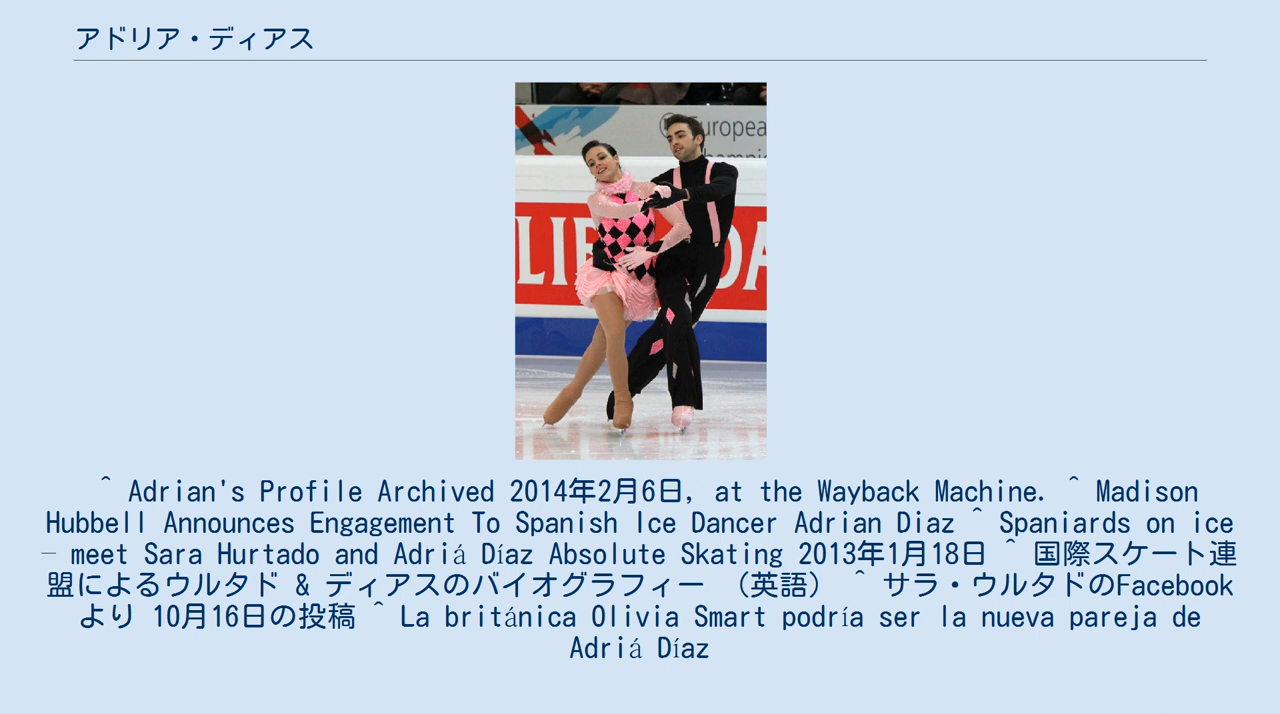 アドリア・ディアス
European
Champi
LIE DA
^ Adrian's Profile Archived 2014年2月6日, at the Wayback Machine. ^ Madison
Hubbell Announces Engagement To Spanish Ice Dancer Adrian Diaz ^ Spaniards on ice
– meet Sara Hurtado and Adriá Díaz Absolute Skating 2013年1月18日 ^ 国際スケート連
盟によるウルタド & ディアスのバイオグラフィー （英語） ^ サラ・ウルタドのFacebook
より 10月16日の投稿 ^ La británica Olivia Smart podría ser la nueva pareja de
Adriá Díaz